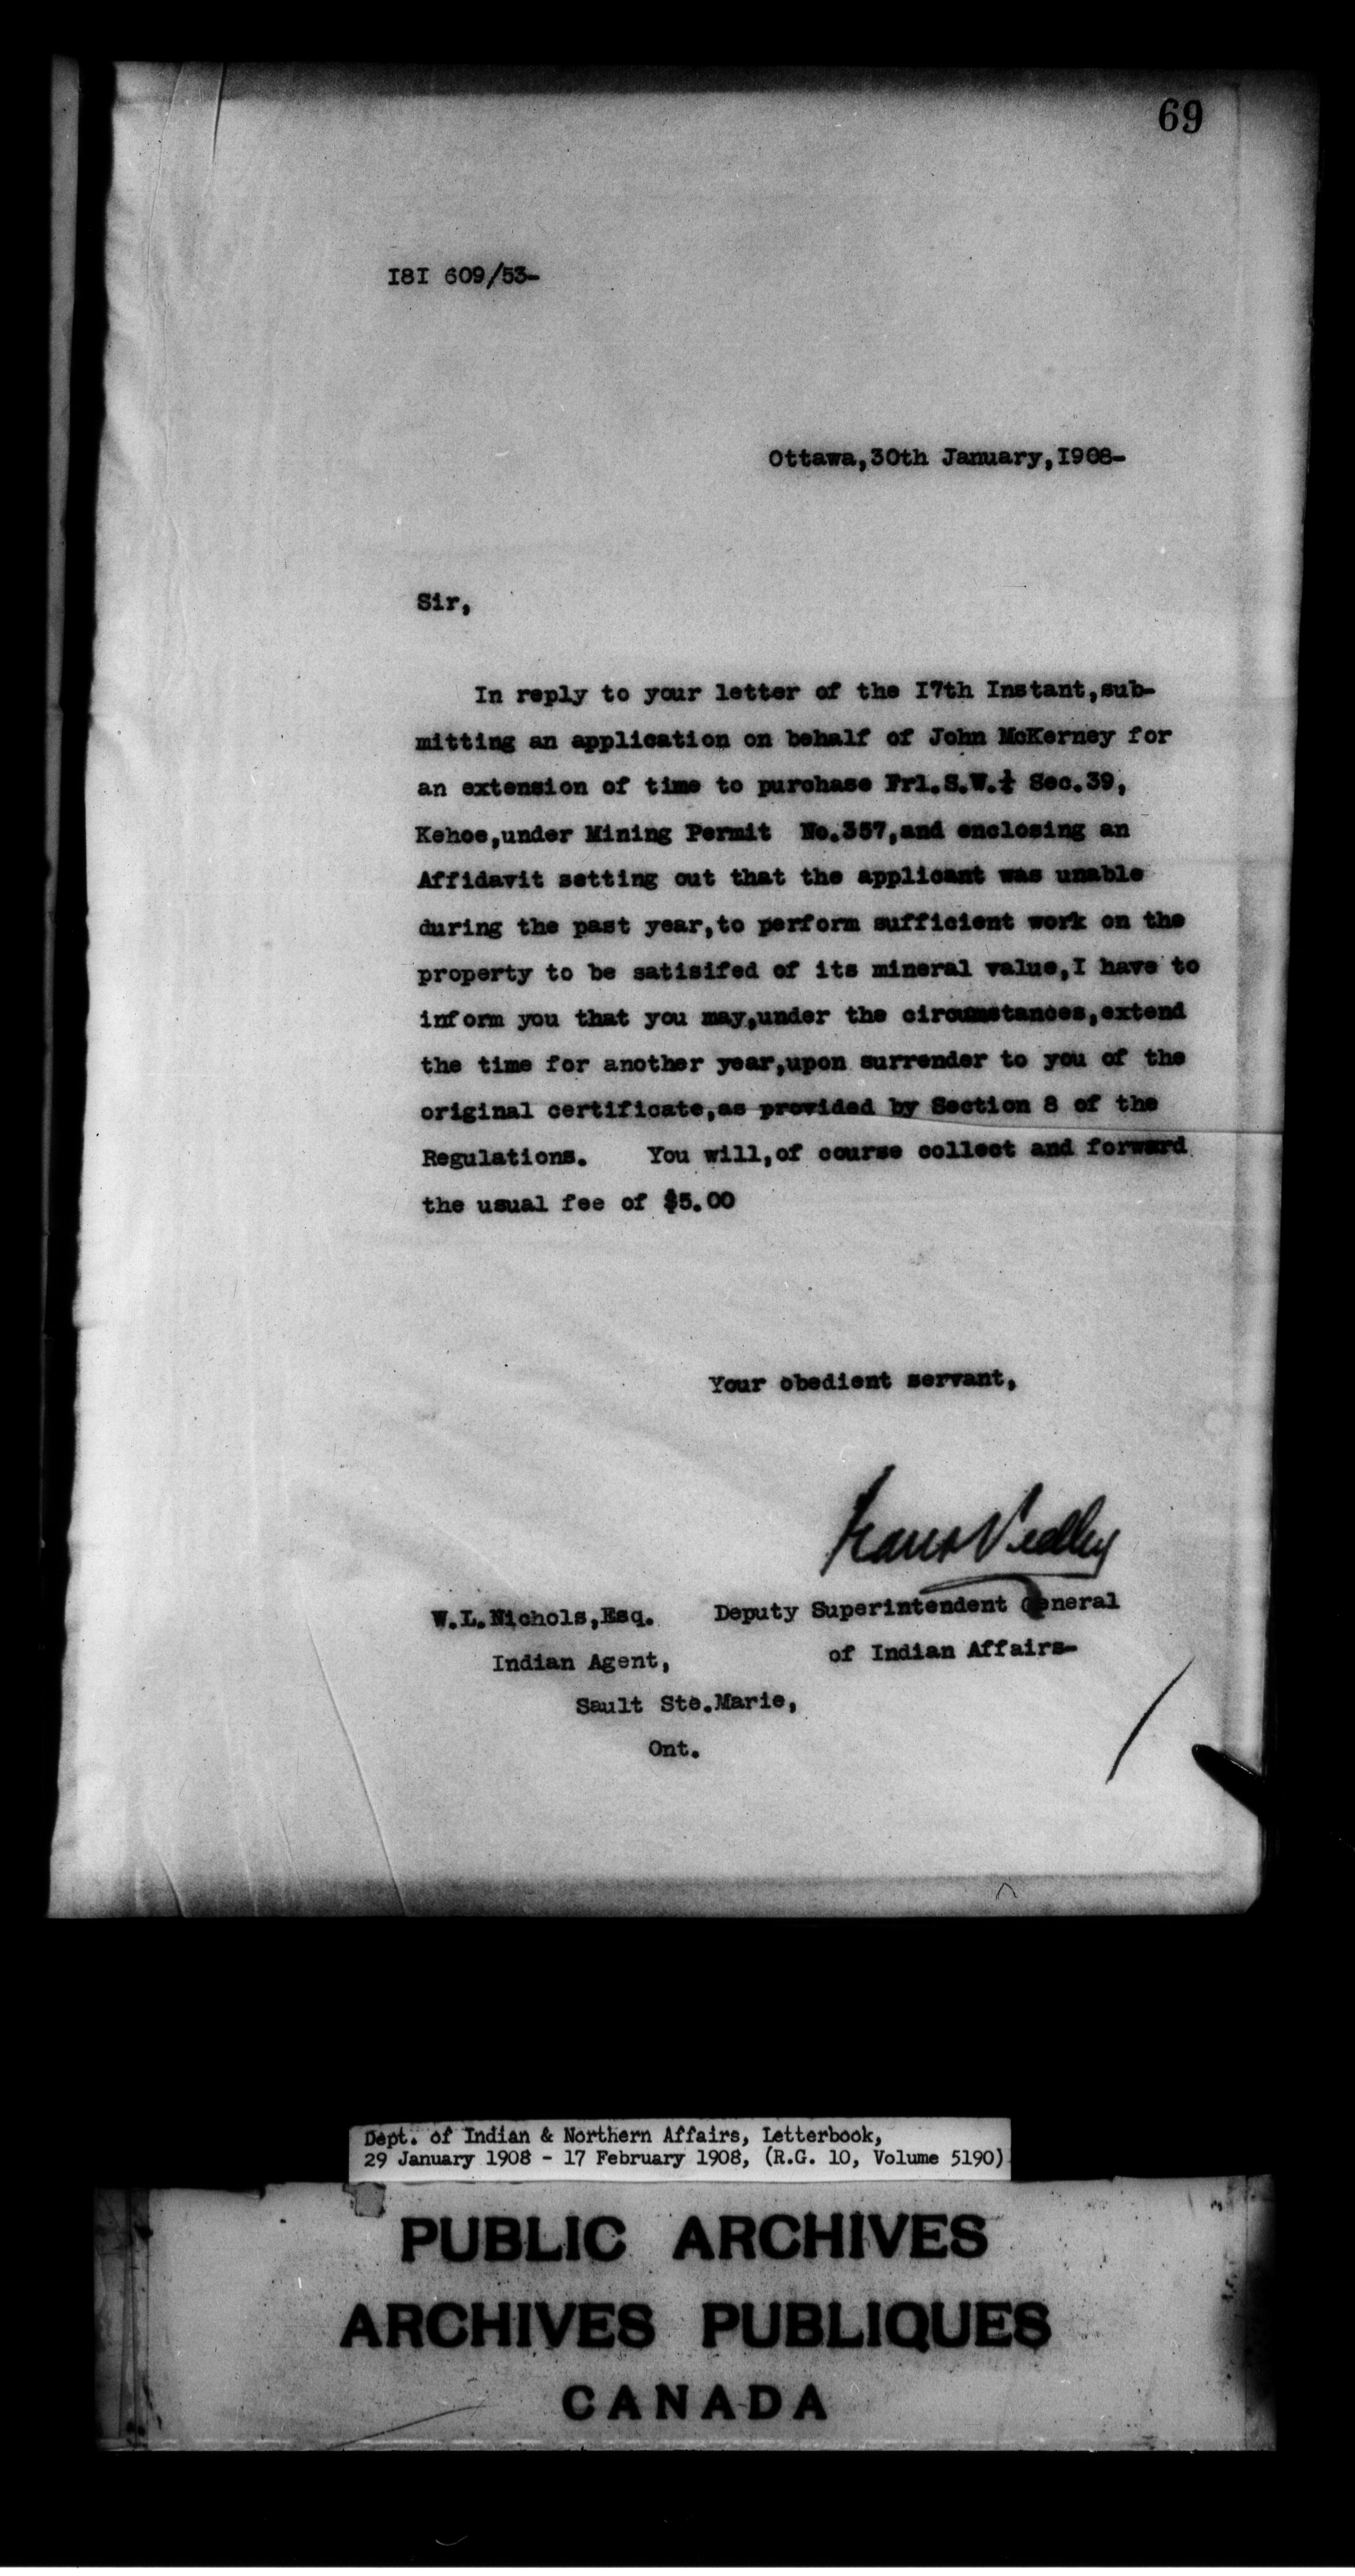 69
I8I 609/53-
Ottawa,30th January,I908-
Sir,
In reply to your letter of the I7th Instant,sub-
mitting an application on behalf of John McKerney for
an extension of time to purchase Frl.S.W.¼ Sec.39,
Kehoe,under Mining Permit No.357,and enclosing an
Affidavit setting out that the applicant was unable
during the past year,to perform sufficient work on the
property to be satisifed of its mineral value,I have to
inform you that you may,under the circumstances,extend
the time for another year,upon surrender to you of the
original certificate,as provided by Section 8 of the
Regulations. You will,of course collect and forward
the usual fee of $5.00
Your obedient servant,
Deputy Superintendent General
of Indian Affairs-
W.L.Nichols,Esq.
Indian Agent,
Sault Ste.Marie,
Ont.
Dept. of Indian & Northern Affairs, Letterbook,
29 January 1908 - 17 February 1908, (R.G. 10, Volume 5190)
PUBLIC ARCHIVES
ARCHIVES PUBLIQUES
CANADA